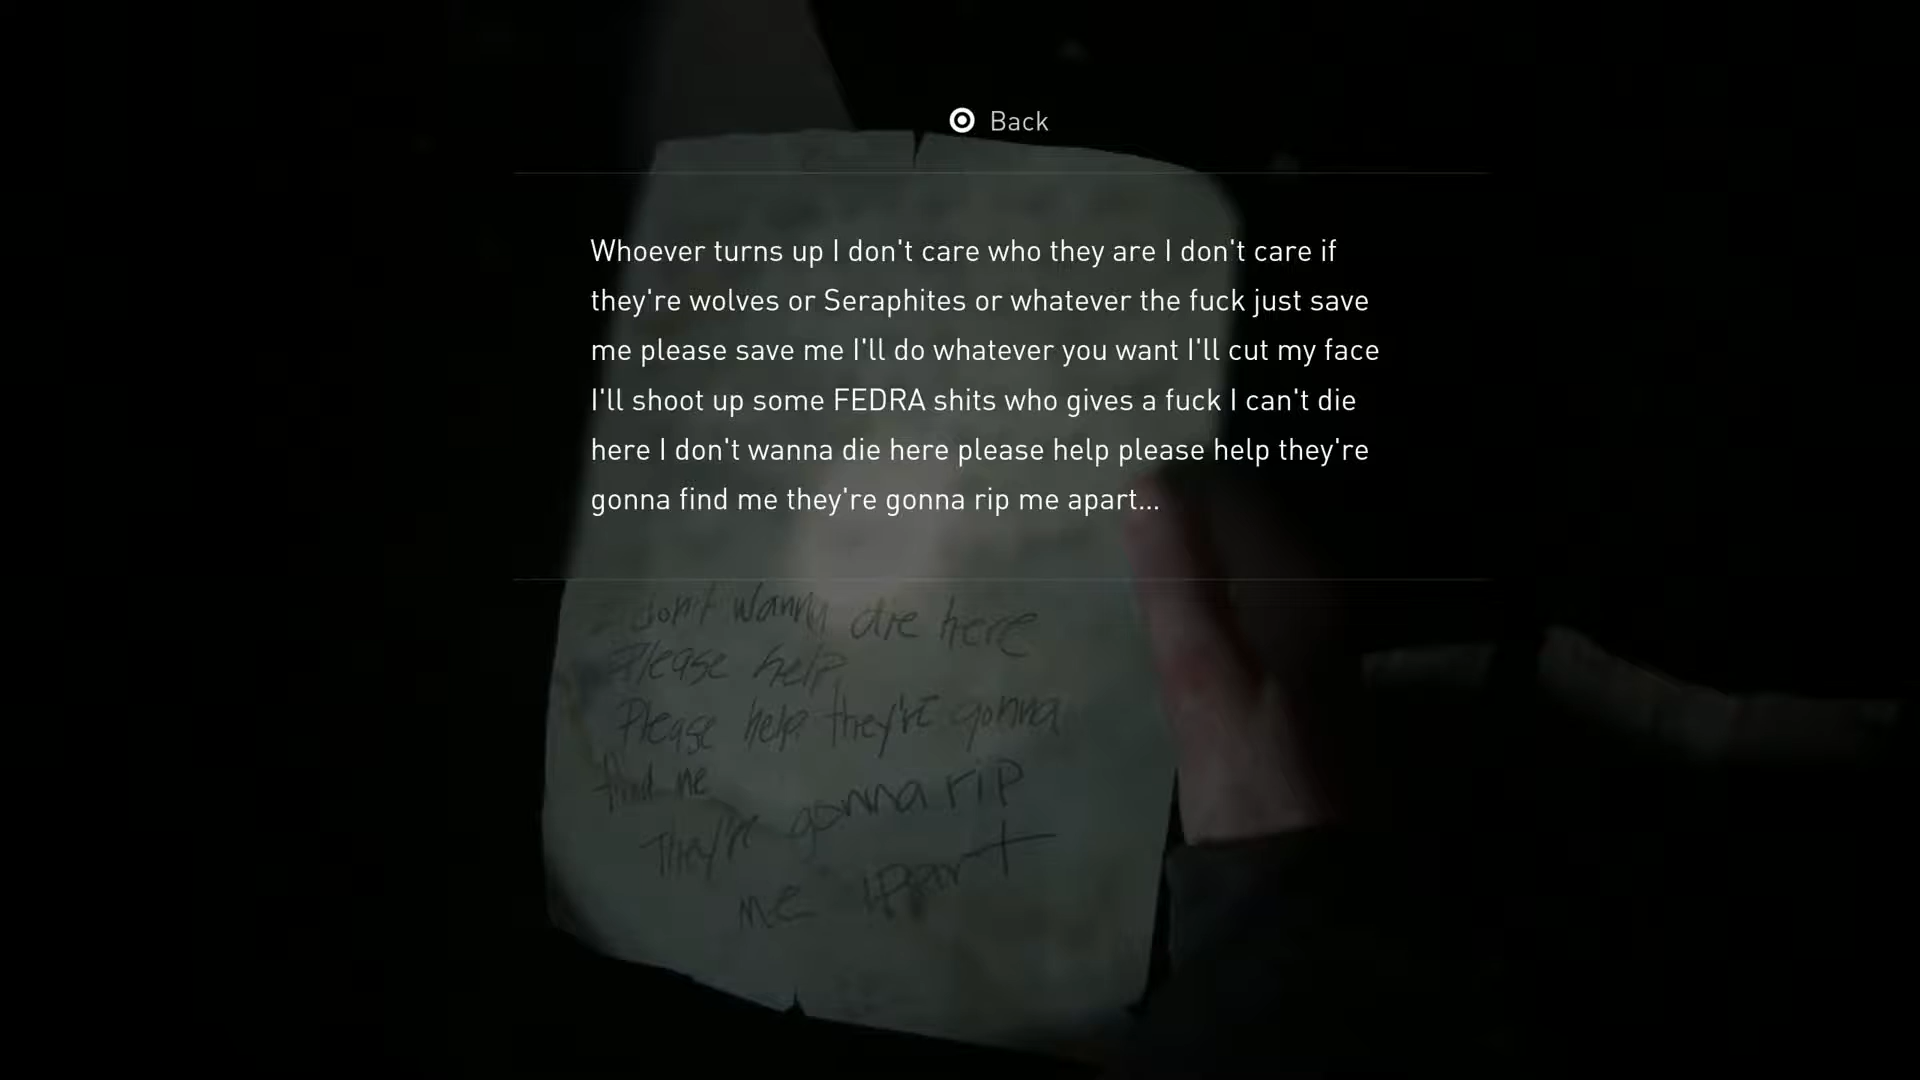 Back
Whoever turns up I don't care who they are I don't care if
they're wolves or Seraphites or whatever the fuck just save
me please save me I'll do whatever you want I'll cut my face
I'll shoot up some FEDRA shits who gives a fuck I can't die
here I don't wanna die here please help please help they're
gonna find me they're gonna rip me apart...
don't wanna die here
Please help
Please help they're gonna
find me
They're gonna rip
me apart